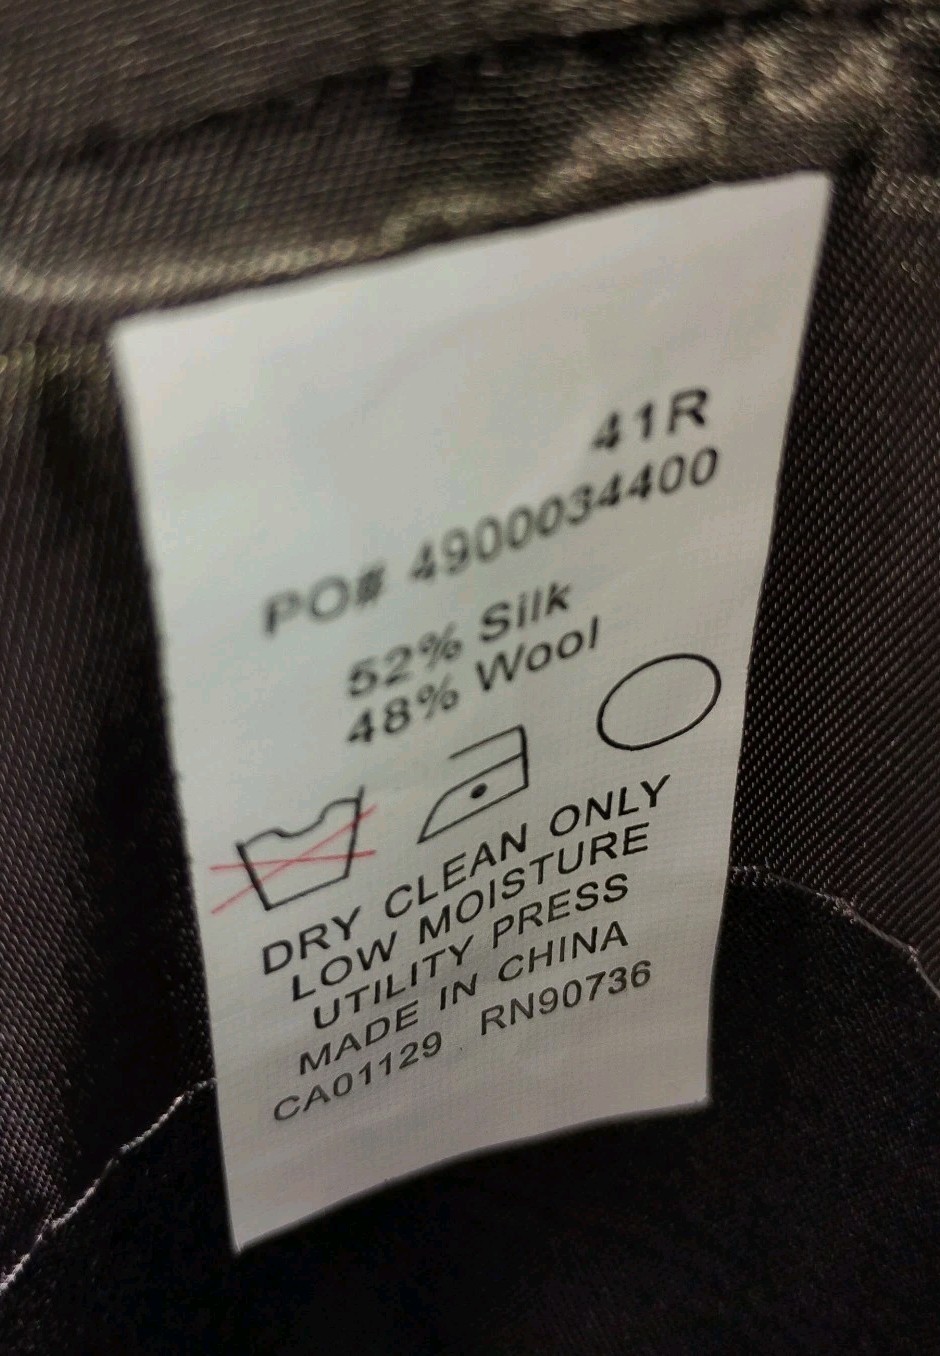 41R
PO# 4900034400
52% Silk
48% Wool
DRY CLEAN ONLY
LOW MOISTURE
UTILITY PRESS
MADE IN CHINA
CA01129 RN90736